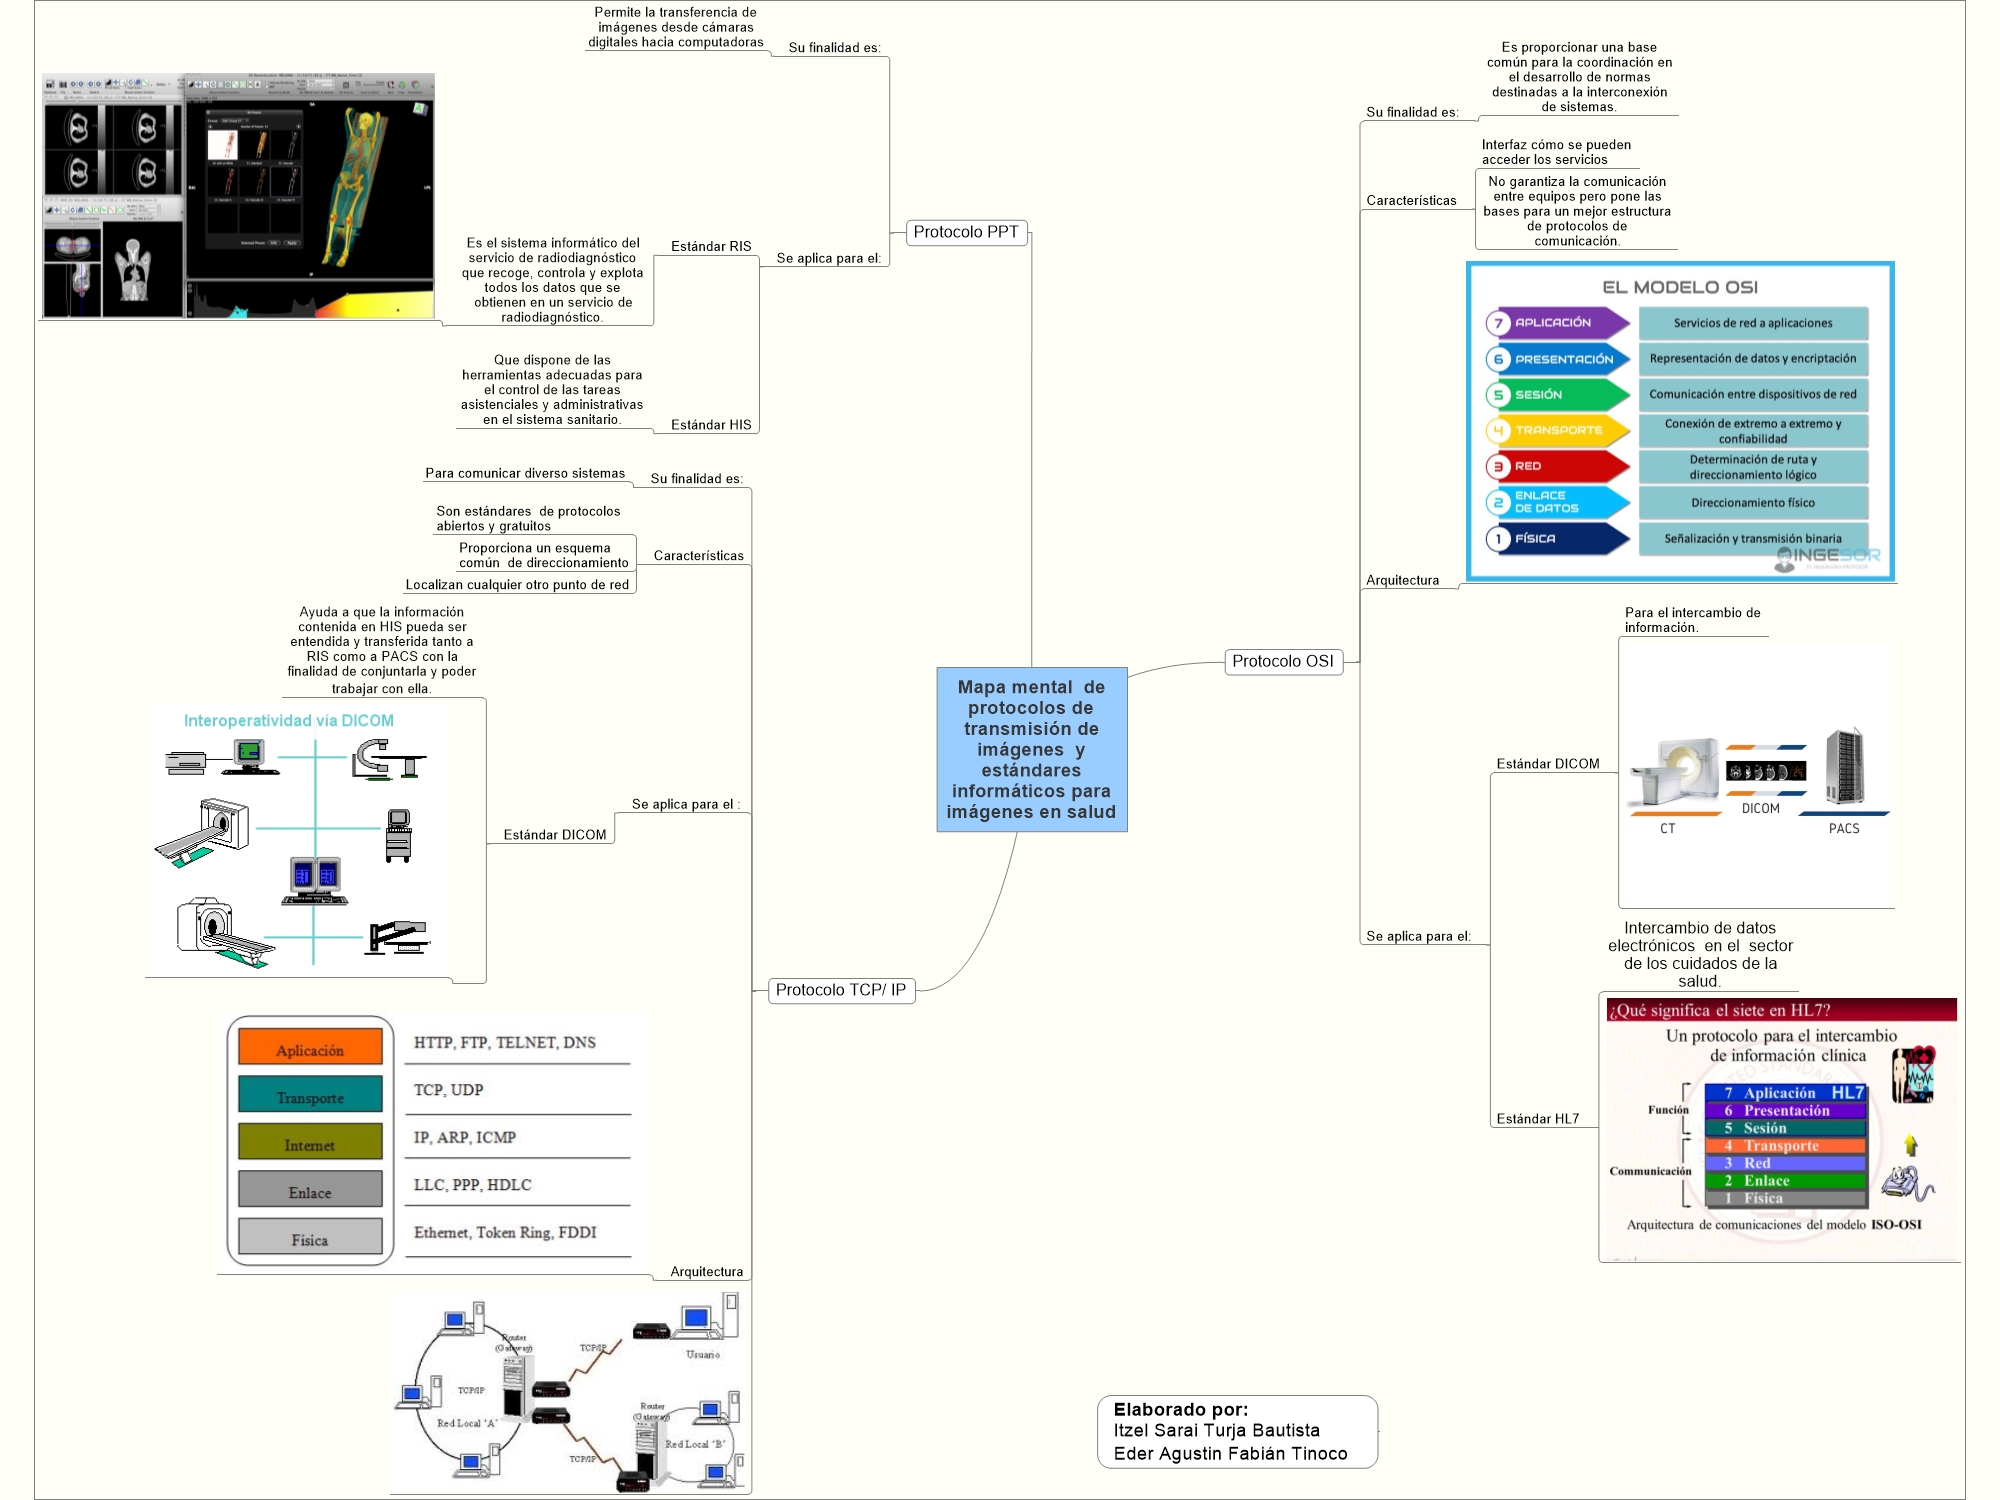 Permite la transferencia de
imágenes desde cámaras
digitales hacia computadoras
Su finalidad es:
Protocolo PPT
Se aplica para el:
Estándar RIS
Es el sistema informático del
servicio de radiodiagnóstico
que recoge, controla y explota
todos los datos que se
obtienen en un servicio de
radiodiagnóstico.
Que dispone de las
herramientas adecuadas para
el control de las tareas
asistenciales y administrativas
en el sistema sanitario.
Estándar HIS
Para comunicar diverso sistemas
Su finalidad es:
Son estándares  de protocolos
abiertos y gratuitos
Proporciona un esquema
común  de direccionamiento
Localizan cualquier otro punto de red
Características
Ayuda a que la información
contenida en HIS pueda ser
entendida y transferida tanto a
RIS como a PACS con la
finalidad de conjuntarla y poder
trabajar con ella.
Interoperatividad vía DICOM
Se aplica para el :
Estándar DICOM
Protocolo TCP/ IP
Aplicación
HTTP, FTP, TELNET, DNS
Transporte
TCP, UDP
Internet
IP, ARP, ICMP
Enlace
LLC, PPP, HDLC
Física
Ethernet, Token Ring, FDDI
Arquitectura
Router
(Gateway)
TCP/IP
Usuario
TCP/IP
Red Local "A"
Router
(Gateway)
Red Local "B"
TCP/IP
Mapa mental  de
protocolos de
transmisión de
imágenes  y
estándares
informáticos para
imágenes en salud
Protocolo OSI
Su finalidad es:
Es proporcionar una base
común para la coordinación en
el desarrollo de normas
destinadas a la interconexión
de sistemas.
Características
Interfaz cómo se pueden
acceder los servicios
No garantiza la comunicación
entre equipos pero pone las
bases para un mejor estructura
de protocolos de
comunicación.
EL MODELO OSI
7 APLICACIÓN
Servicios de red a aplicaciones
6 PRESENTACIÓN
Representación de datos y encriptación
5 SESIÓN
Comunicación entre dispositivos de red
4 TRANSPORTE
Conexión de extremo a extremo y
confiabilidad
3 RED
Determinación de ruta y
direccionamiento lógico
2 ENLACE
DE DATOS
Direccionamiento físico
1 FÍSICA
Señalización y transmisión binaria
INGESOR
EL INGENIERO PROFESOR
Arquitectura
Para el intercambio de
información.
Estándar DICOM
CT
DICOM
PACS
Se aplica para el:
Intercambio de datos
electrónicos  en el  sector
de los cuidados de la
salud.
Estándar HL7
¿Qué significa el siete en HL7?
Un protocolo para el intercambio
de información clínica
Función
Communicación
7 Aplicación HL7
6 Presentación
5 Sesión
4 Transporte
3 Red
2 Enlace
1 Física
Arquitectura de comunicaciones del modelo ISO-OSI
Elaborado por:
Itzel Sarai Turja Bautista
Eder Agustin Fabián Tinoco